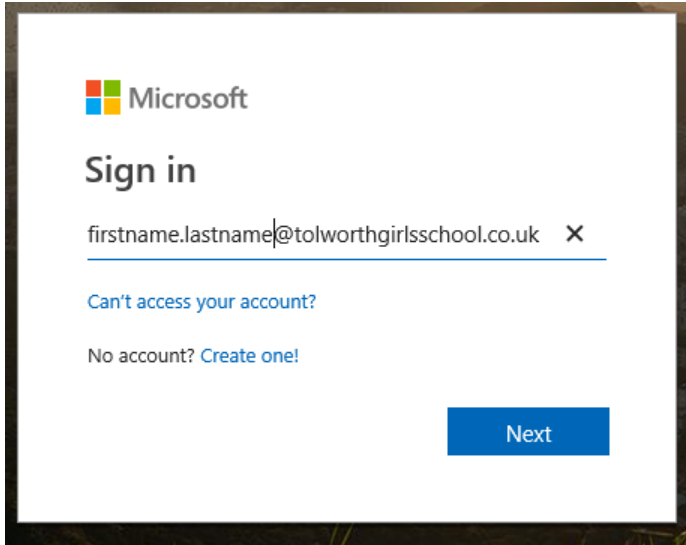 Microsoft
Sign in
firstname.lastname@tolworthgirlsschool.co.uk
Can't access your account?
No account? Create one!
Next